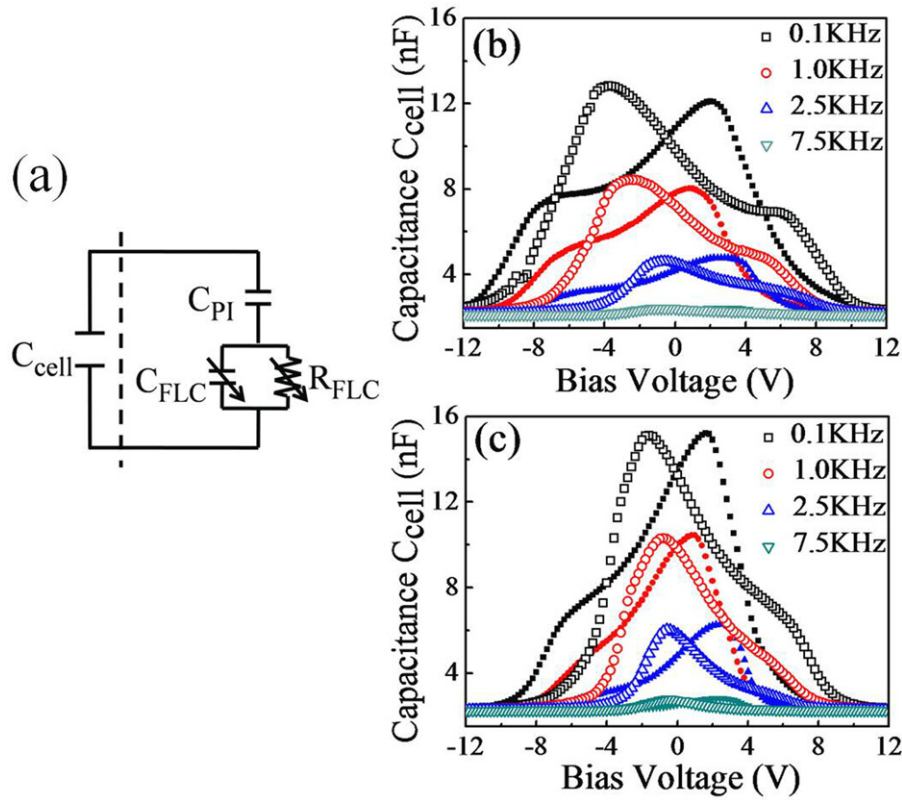 (a)
C_cell
C_PI
C_FLC
R_FLC
(b)
0.1KHz
1.0KHz
2.5KHz
7.5KHz
Capacitance Ccell (nF)
16
12
8
4
-12 -8 -4 0 4 8 12
Bias Voltage (V)
(c)
0.1KHz
1.0KHz
2.5KHz
7.5KHz
Capacitance Ccell (nF)
16
12
8
4
-12 -8 -4 0 4 8 12
Bias Voltage (V)